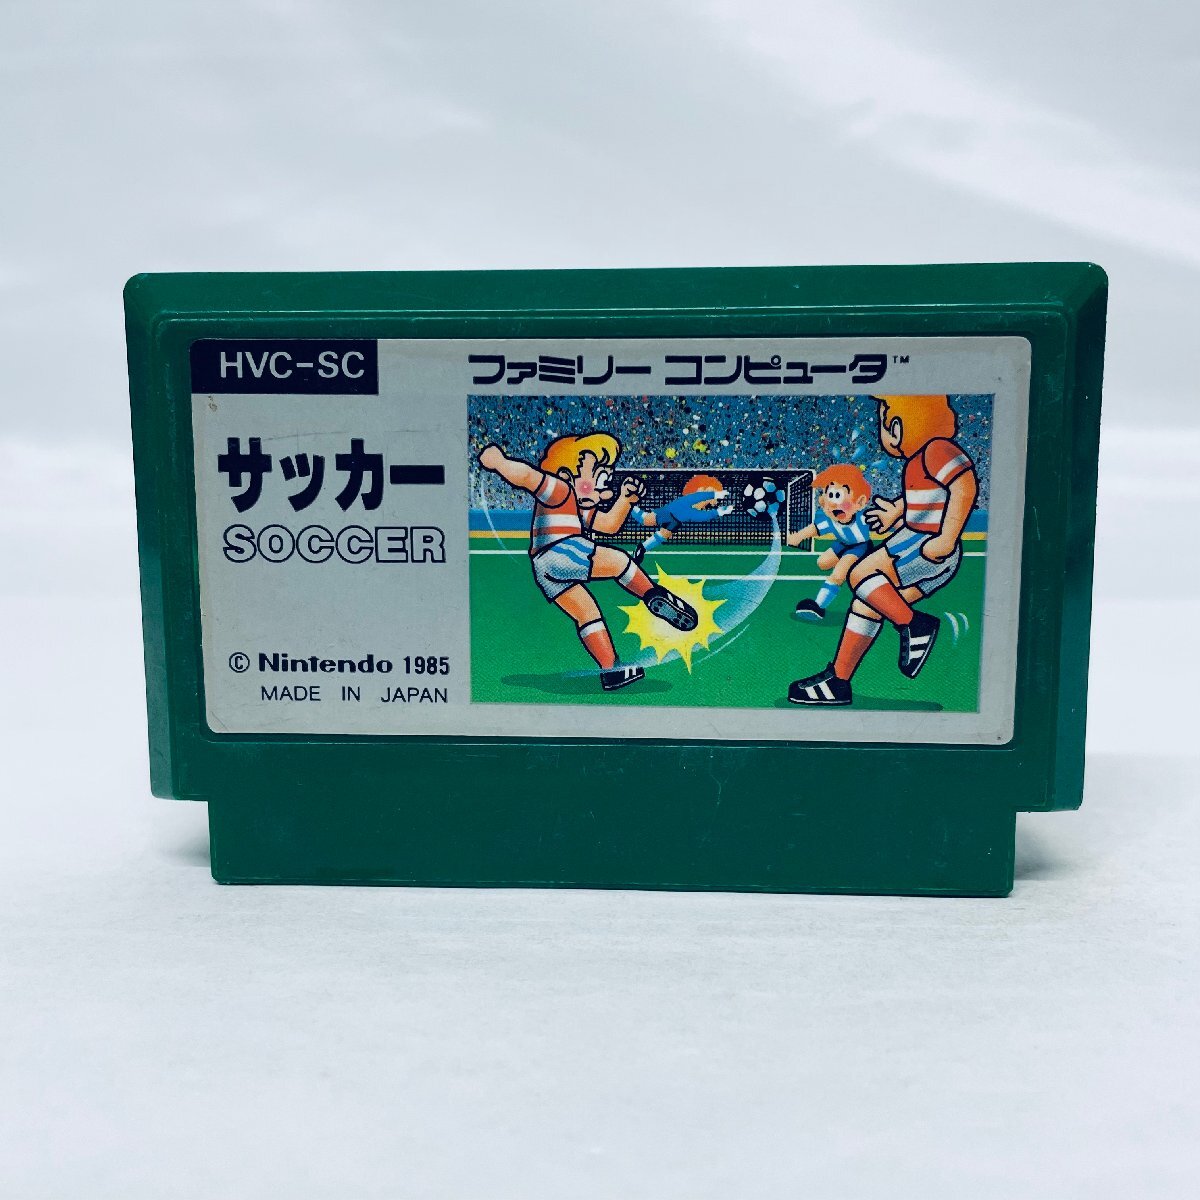 HVC-SC
ファミリー コンピュータ™
サッカー
SOCCER
© Nintendo 1985
MADE IN JAPAN